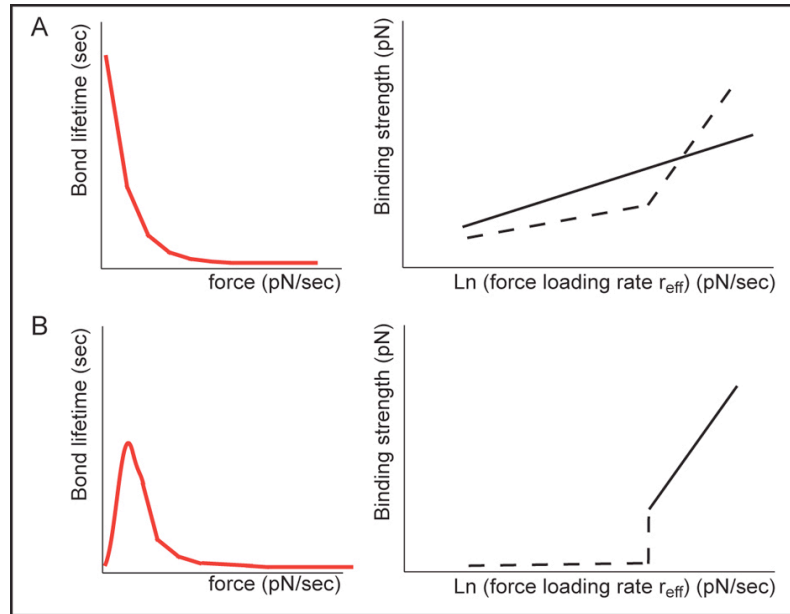 A
Bond lifetime (sec)
force (pN/sec)
Binding strength (pN)
Ln (force loading rate reff) (pN/sec)
B
Bond lifetime (sec)
force (pN/sec)
Binding strength (pN)
Ln (force loading rate reff) (pN/sec)